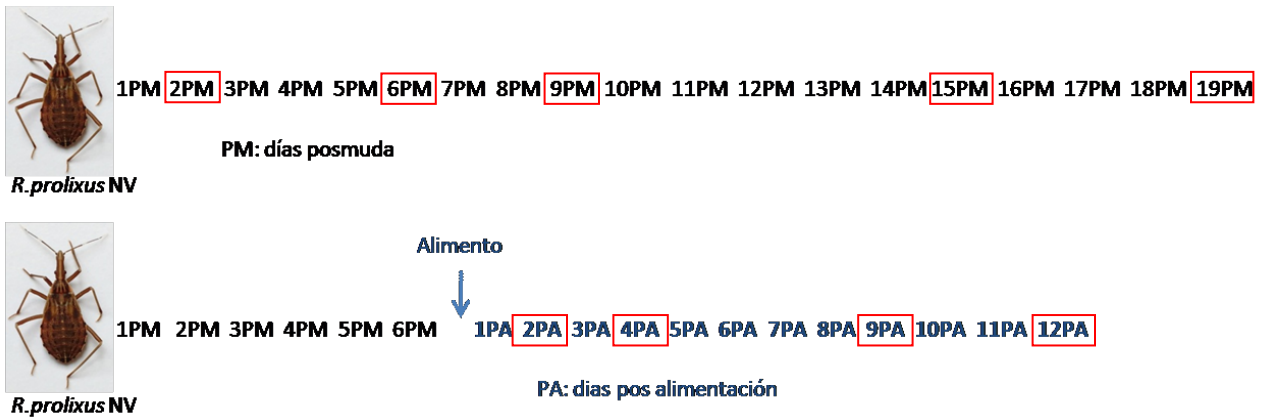 1PM 2PM 3PM 4PM 5PM 6PM 7PM 8PM 9PM 10PM 11PM 12PM 13PM 14PM 15PM 16PM 17PM 18PM 19PM
PM: días posmuda
R.prolixus NV
Alimento
1PM 2PM 3PM 4PM 5PM 6PM 1PA 2PA 3PA 4PA 5PA 6PA 7PA 8PA 9PA 10PA 11PA 12PA
PA: dias pos alimentación
R.prolixus NV